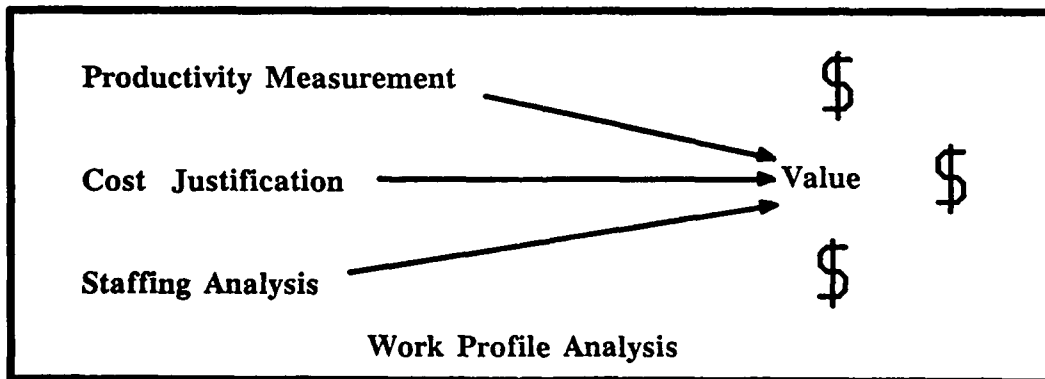 Productivity Measurement
$
Cost Justification
Value
$
Staffing Analysis
$
Work Profile Analysis